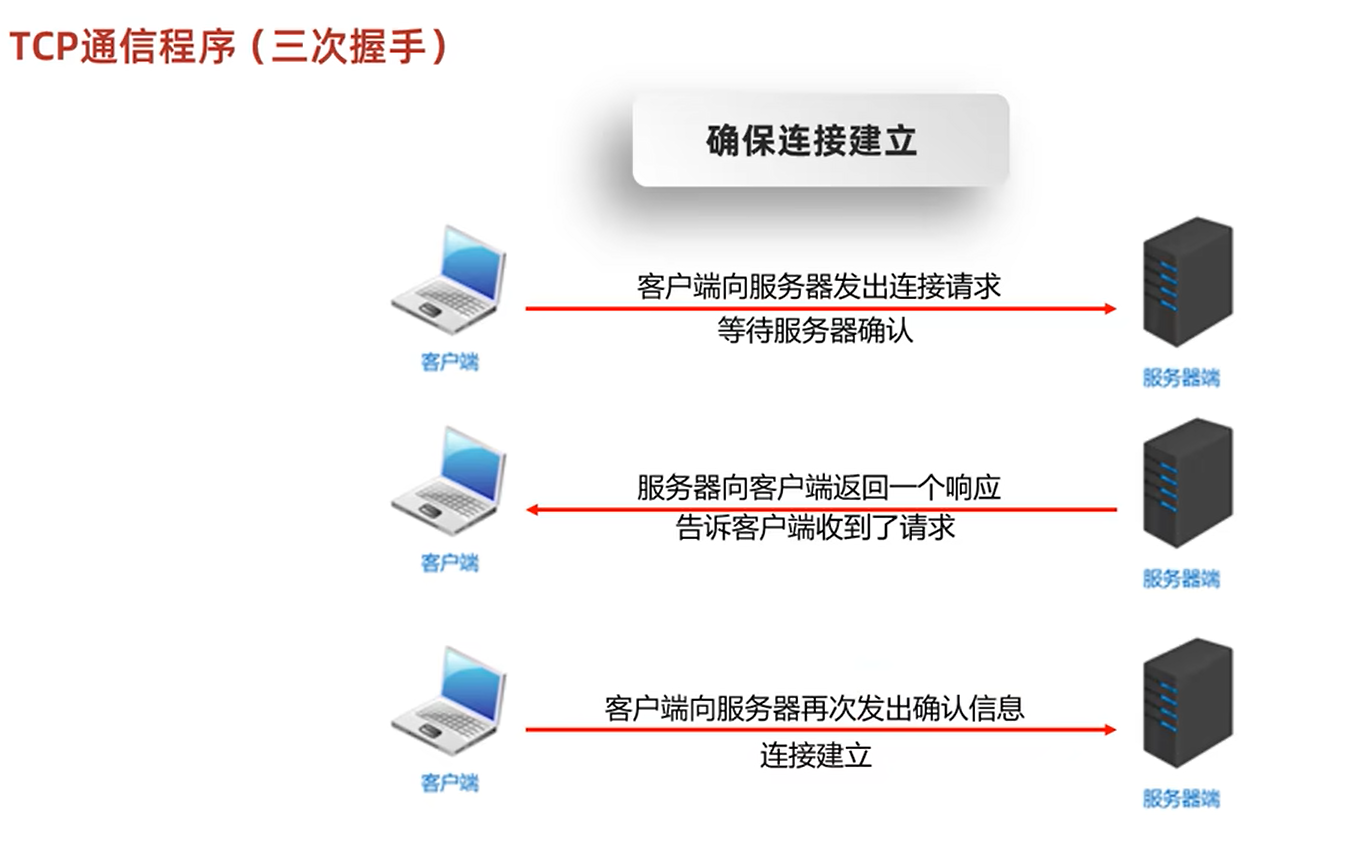 TCP通信程序（三次握手）
确保连接建立
客户端向服务器发出连接请求
等待服务器确认
客户端
服务器端
服务器向客户端返回一个响应
告诉客户端收到了请求
客户端
服务器端
客户端向服务器再次发出确认信息
连接建立
客户端
服务器端